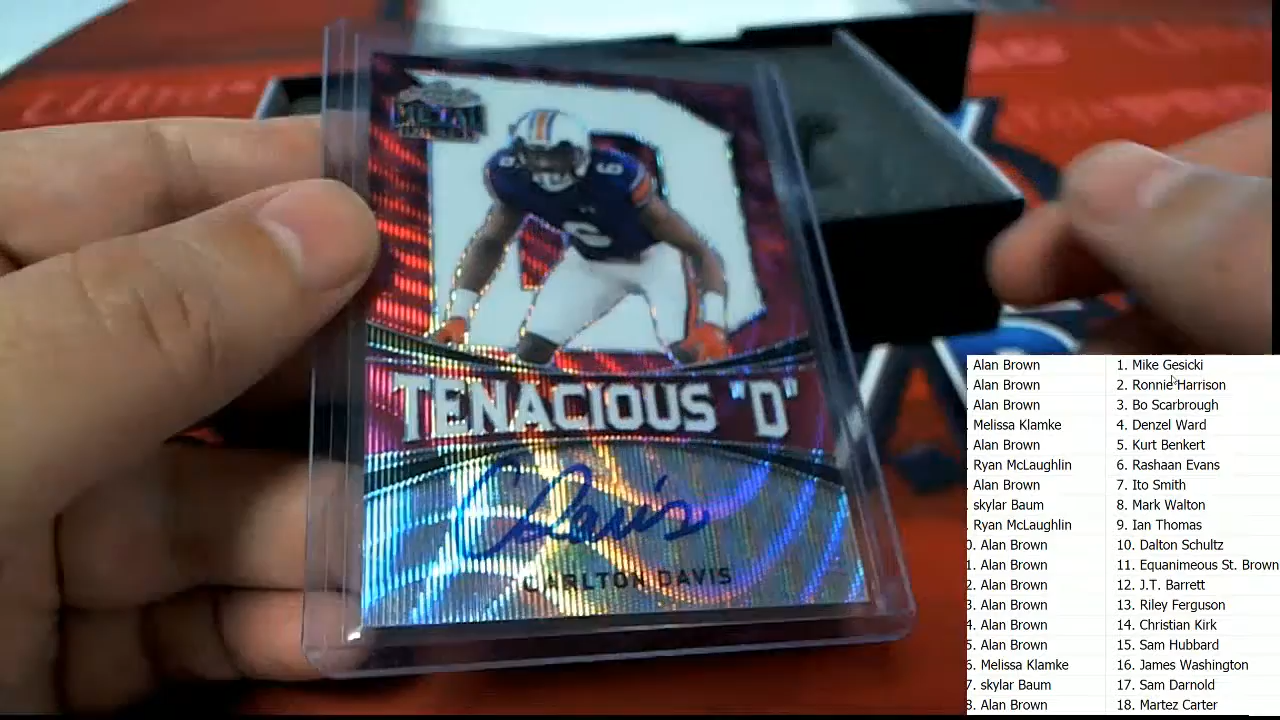 METAL
TENACIOUS "D"
6
6
C Davis
CARLTON DAVIS
Alan Brown 1. Mike Gesicki
Alan Brown 2. Ronnie Harrison
Alan Brown 3. Bo Scarbrough
Melissa Klamke 4. Denzel Ward
Alan Brown 5. Kurt Benkert
Ryan McLaughlin 6. Rashaan Evans
Alan Brown 7. Ito Smith
skylar Baum 8. Mark Walton
Ryan McLaughlin 9. Ian Thomas
0. Alan Brown 10. Dalton Schultz
1. Alan Brown 11. Equanimeous St. Brown
2. Alan Brown 12. J.T. Barrett
3. Alan Brown 13. Riley Ferguson
4. Alan Brown 14. Christian Kirk
5. Alan Brown 15. Sam Hubbard
6. Melissa Klamke 16. James Washington
7. skylar Baum 17. Sam Darnold
8. Alan Brown 18. Martez Carter